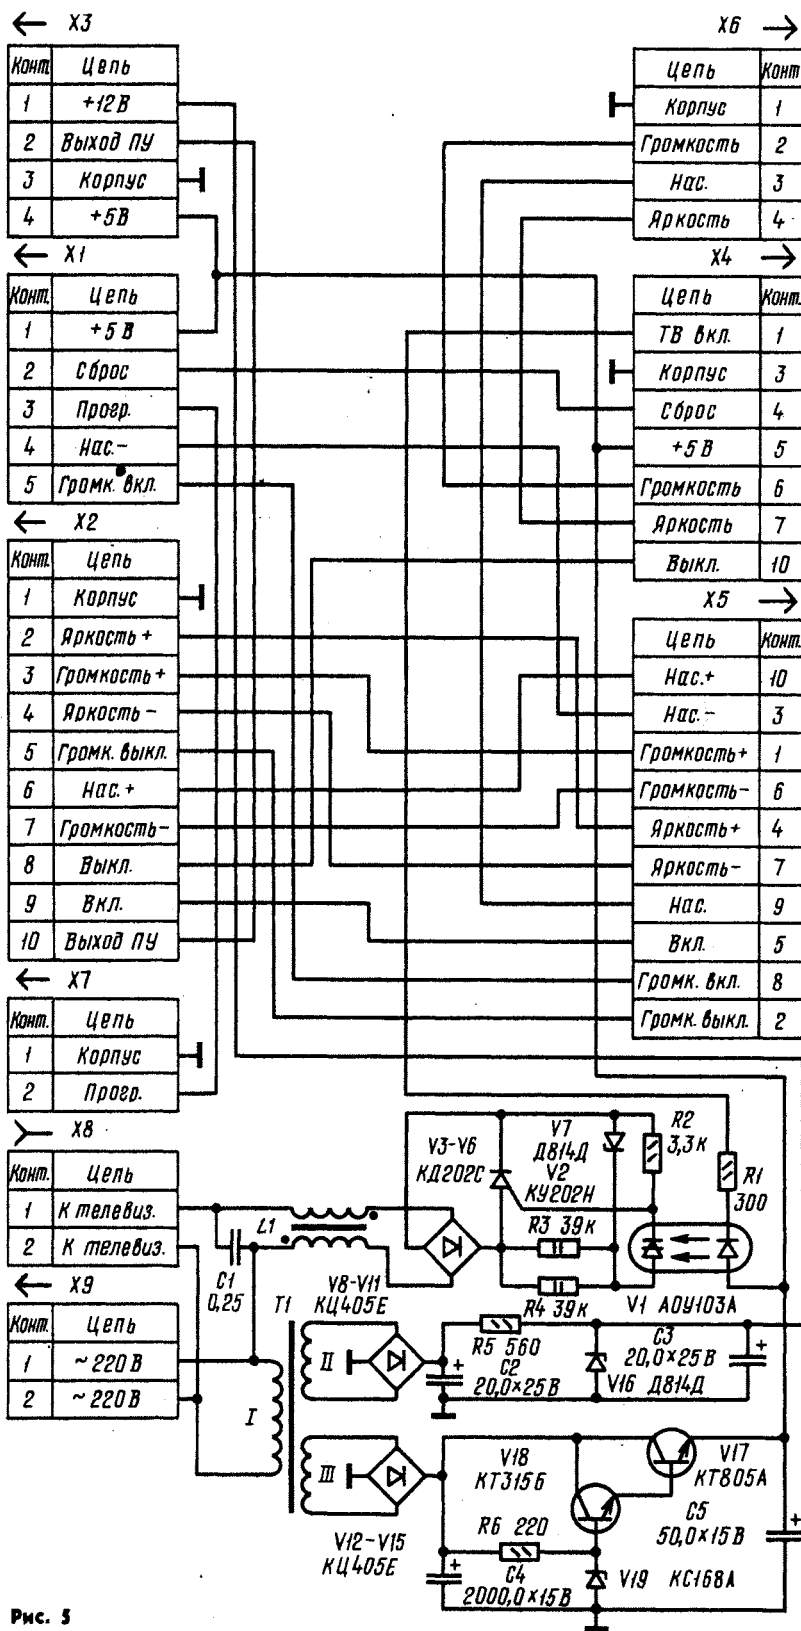 X3
Конт. Цепь
1 +12В
2 Выход ПУ
3 Корпус
4 +5В
X1
Конт. Цепь
1 +5В
2 Сброс
3 Прогр.
4 Нас.-
5 Громк. вкл.
X2
Конт. Цепь
1 Корпус
2 Яркость+
3 Громкость+
4 Яркость-
5 Громк. выкл.
6 Нас.+
7 Громкость-
8 Выкл.
9 Вкл.
10 Выход ПУ
X7
Конт. Цепь
1 Корпус
2 Прогр.
X8
Конт. Цепь
1 К телевиз.
2 К телевиз.
X9
Конт. Цепь
1 ~220В
2 ~220В
X6
Цепь Конт
Корпус 1
Громкость 2
Нас. 3
Яркость 4
X4
Цепь Конт.
ТВ вкл. 1
Корпус 3
Сброс 4
+5В 5
Громкость 6
Яркость 7
Выкл. 10
X5
Цепь Конт.
Нас.+ 10
Нас.- 3
Громкость+ 1
Громкость- 6
Яркость+ 4
Яркость- 7
Нас. 9
Вкл. 5
Громк. вкл. 8
Громк. выкл. 2
V3-V6
КД202С
V7
Д814Д
V2
КУ202Н
R2
3,3к
R1
300
L1
C1
0,25
R3 39к
R4 39к
V1 АОУ103А
T1
V8-V11
КЦ405Е
I
II
III
R5 560
C2
20,0×25В
+
V16 Д814Д
C3
20,0×25В
+
V12-V15
КЦ405Е
V18
КТ315Б
V17
КТ805А
R6 220
C4
2000,0×15В
+
V19 КС168А
C5
50,0×15В
+
Рис. 5